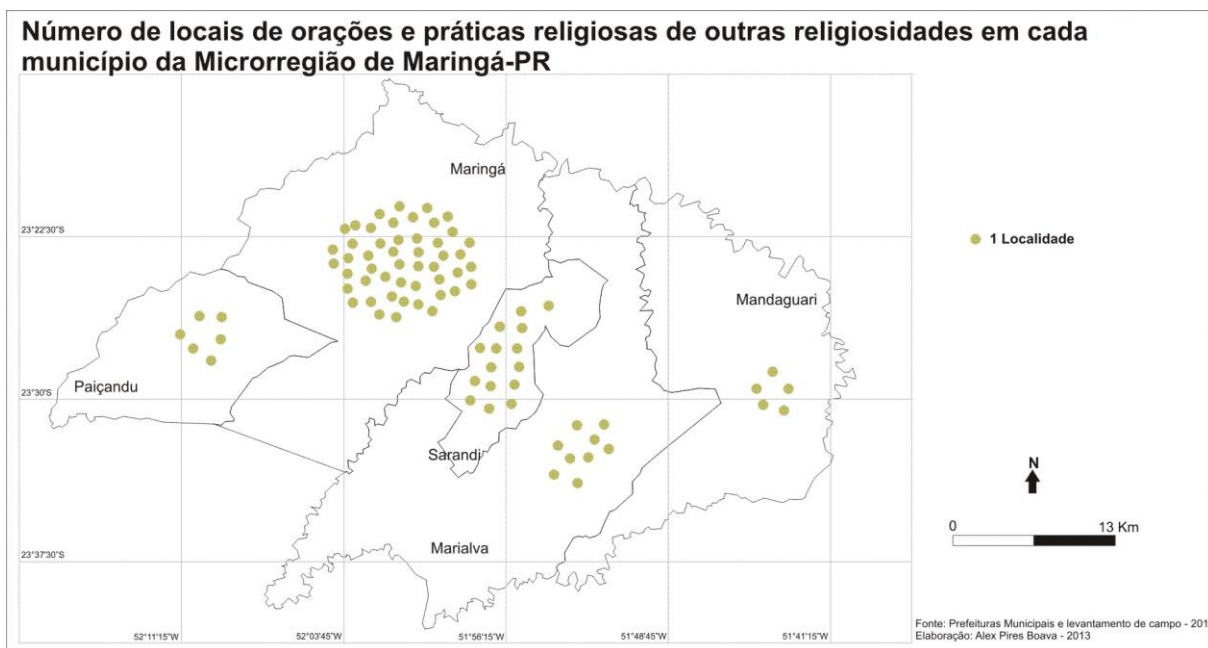 Número de locais de orações e práticas religiosas de outras religiosidades em cada
município da Microrregião de Maringá-PR
Maringá
23°22'30"S
1 Localidade
Mandaguari
Paiçandu
23°30'S
Sarandi
N
0 13 Km
Marialva
23°37'30"S
52°11'15"W 52°03'45"W 51°56'15"W 51°48'45"W 51°41'15"W
Fonte: Prefeituras Municipais e levantamento de campo - 201
Elaboração: Alex Pires Boava - 2013